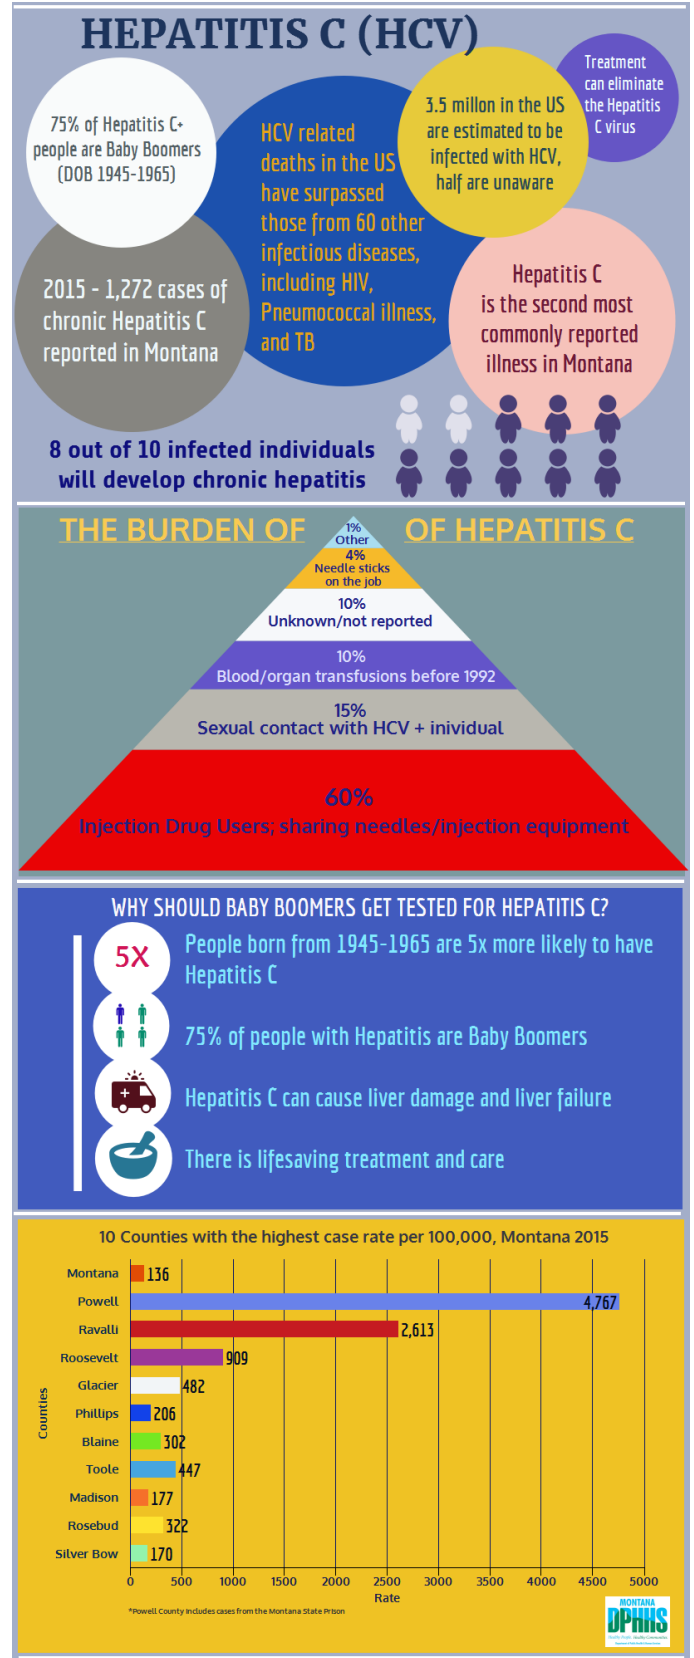 HEPATITIS C (HCV)
Treatment
can eliminate
the Hepatitis
C virus
3.5 millon in the US
are estimated to be
infected with HCV,
half are unaware
75% of Hepatitis C+
people are Baby Boomers
(DOB 1945-1965)
HCV related
deaths in the US
have surpassed
those from 60 other
infectious diseases,
including HIV,
Pneumococcal illness,
and TB
2015 - 1,272 cases of
chronic Hepatitis C
reported in Montana
Hepatitis C
is the second most
commonly reported
illness in Montana
8 out of 10 infected individuals
will develop chronic hepatitis
THE BURDEN OF OF HEPATITIS C
1%
Other
4%
Needle sticks
on the job
10%
Unknown/not reported
10%
Blood/organ transfusions before 1992
15%
Sexual contact with HCV + inividual
60%
Injection Drug Users; sharing needles/injection equipment
WHY SHOULD BABY BOOMERS GET TESTED FOR HEPATITIS C?
5X
People born from 1945-1965 are 5x more likely to have
Hepatitis C
75% of people with Hepatitis are Baby Boomers
Hepatitis C can cause liver damage and liver failure
There is lifesaving treatment and care
10 Counties with the highest case rate per 100,000, Montana 2015
Counties
Montana 136
Powell 4,767
Ravalli 2,613
Roosevelt 909
Glacier 482
Phillips 206
Blaine 302
Toole 447
Madison 177
Rosebud 322
Silver Bow 170
0 500 1000 1500 2000 2500 3000 3500 4000 4500 5000
Rate
*Powell County includes cases from the Montana State Prison
MONTANA
DPHHS